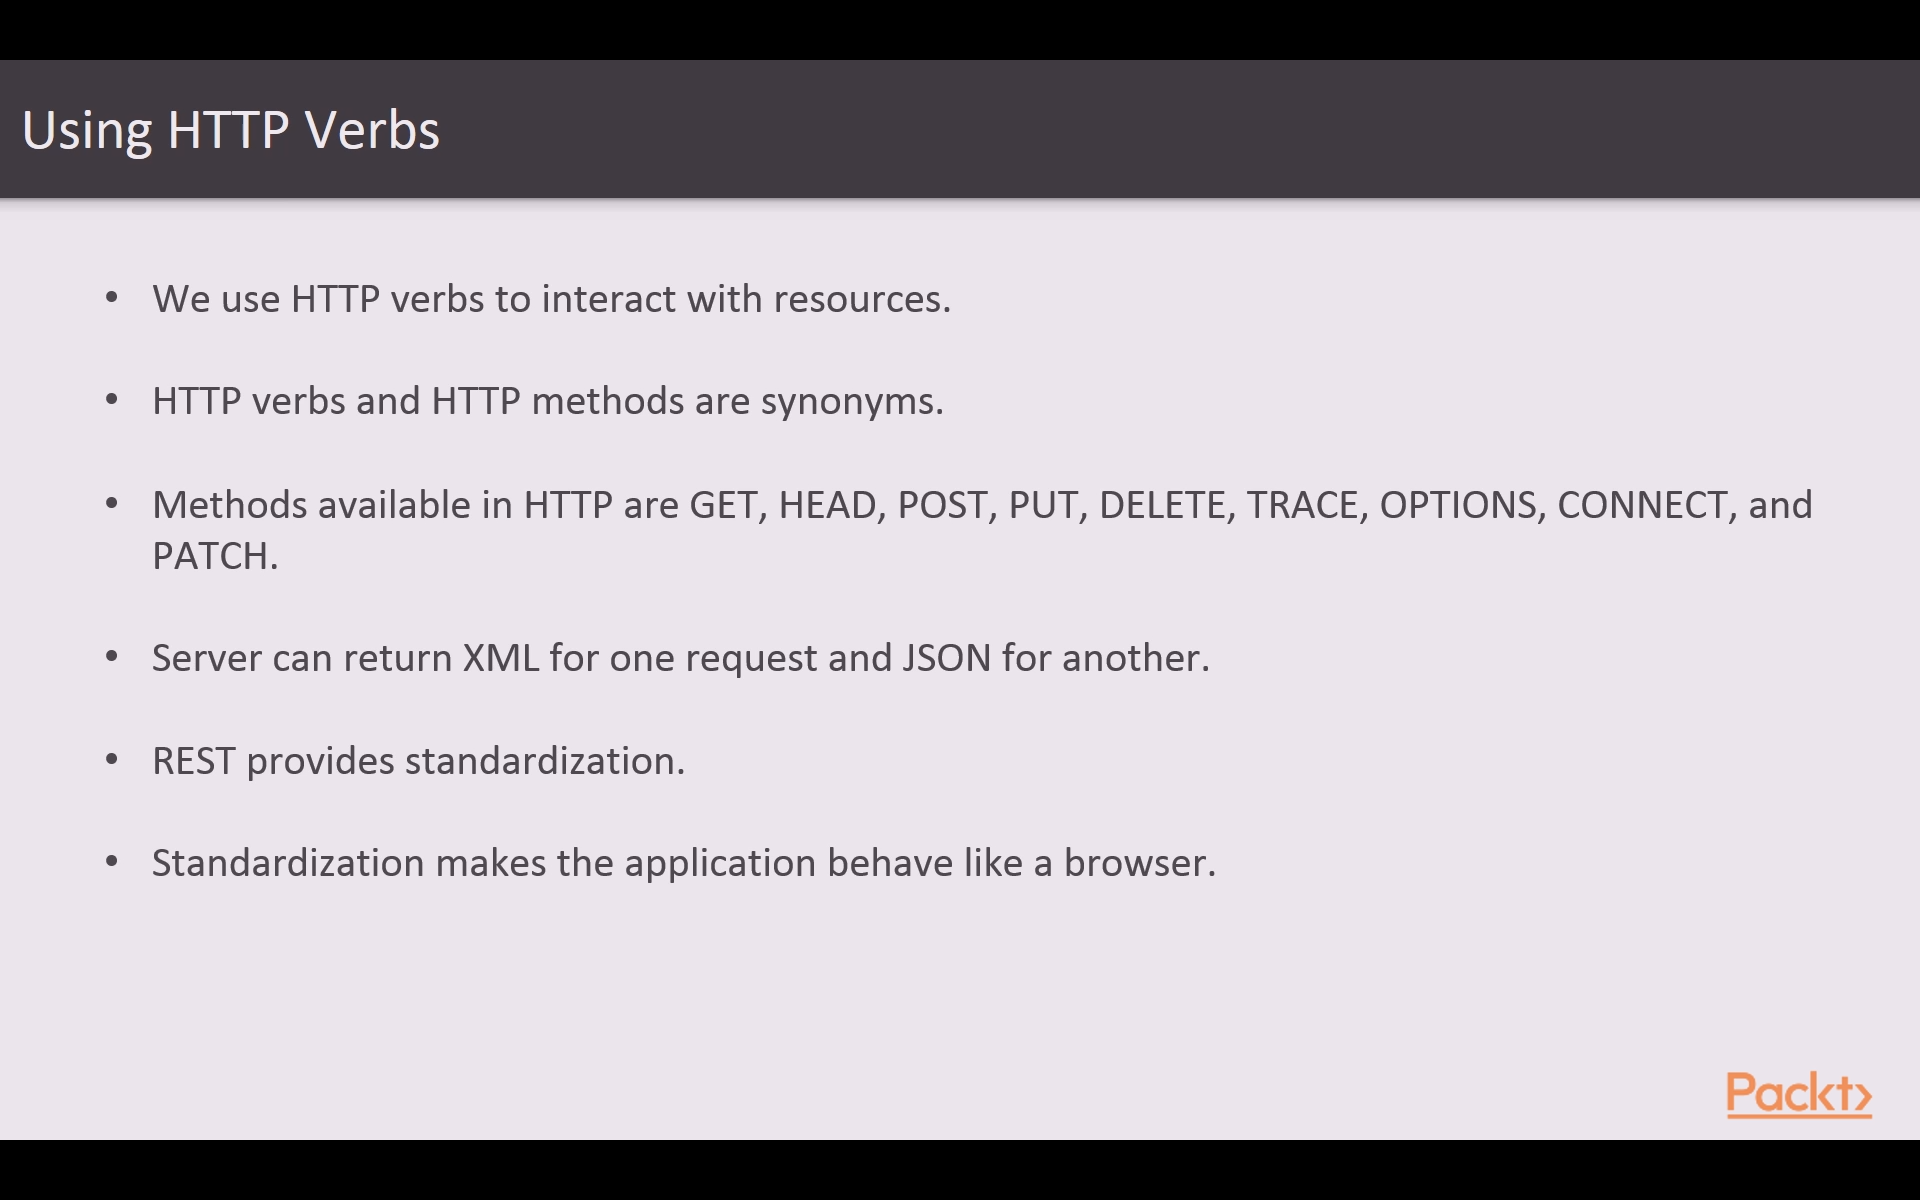 Using HTTP Verbs
• We use HTTP verbs to interact with resources.
• HTTP verbs and HTTP methods are synonyms.
• Methods available in HTTP are GET, HEAD, POST, PUT, DELETE, TRACE, OPTIONS, CONNECT, and
PATCH.
• Server can return XML for one request and JSON for another.
• REST provides standardization.
• Standardization makes the application behave like a browser.
Packt>